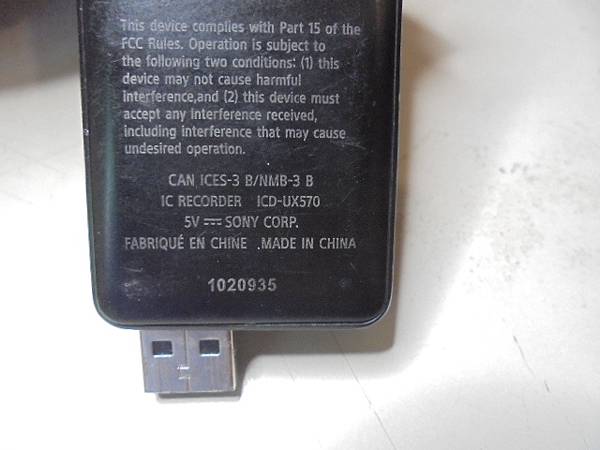 This device complies with Part 15 of the
FCC Rules. Operation is subject to
the following two conditions: (1) this
device may not cause harmful
interference,and (2) this device must
accept any interference received,
including interference that may cause
undesired operation.
CAN ICES-3 B/NMB-3 B
IC RECORDER ICD-UX570
5V ⎓ SONY CORP.
FABRIQUÉ EN CHINE .MADE IN CHINA
1020935